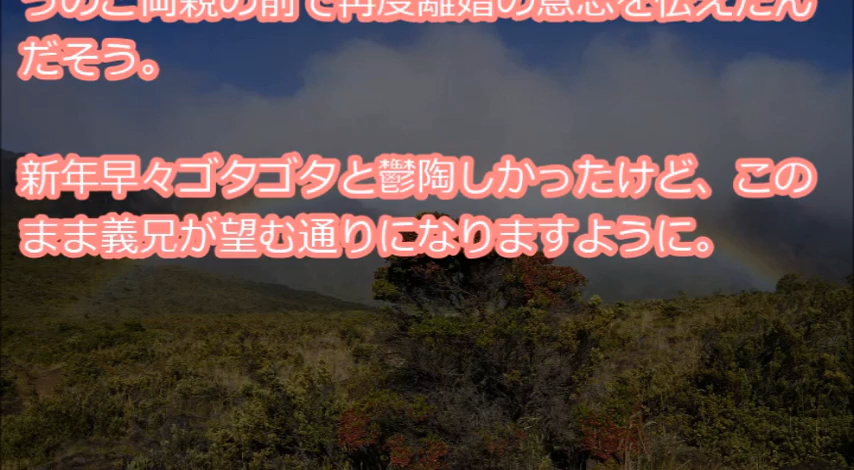 つのご両親の前で再度離婚の意志を伝えたん
だそう。
新年早々ゴタゴタと鬱陶しかったけど、この
まま義兄が望む通りになりますように。